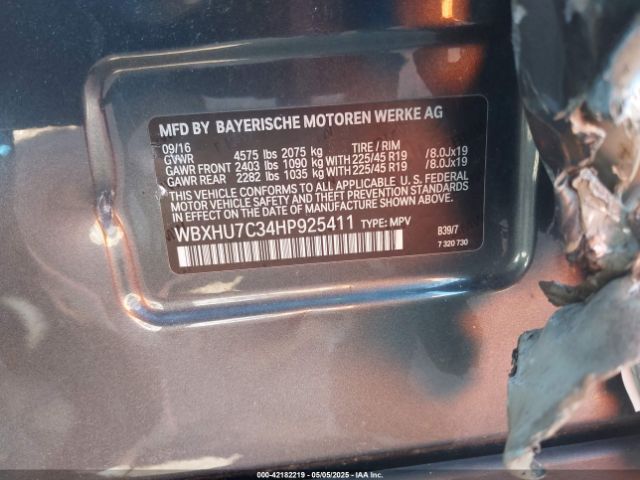 MFD BY BAYERISCHE MOTOREN WERKE AG
09/16 TIRE / RIM
GVWR 4575 lbs 2075 kg
GAWR FRONT 2403 lbs 1090 kg WITH 225/45 R19 /8.0Jx19
GAWR REAR 2282 lbs 1035 kg WITH 225/45 R19 /8.0Jx19
THIS VEHICLE CONFORMS TO ALL APPLICABLE U. S. FEDERAL
MOTOR VEHICLE SAFETY, BUMPER, AND THEFT PREVENTION
STANDARDS IN EFFECT ON THE DATE OF MANUFACTURE
SHOWN ABOVE.
WBXHU7C34HP925411 TYPE: MPV
B39/7
7 320 730
000-42182219 - 05/05/2025 - IAA Inc.